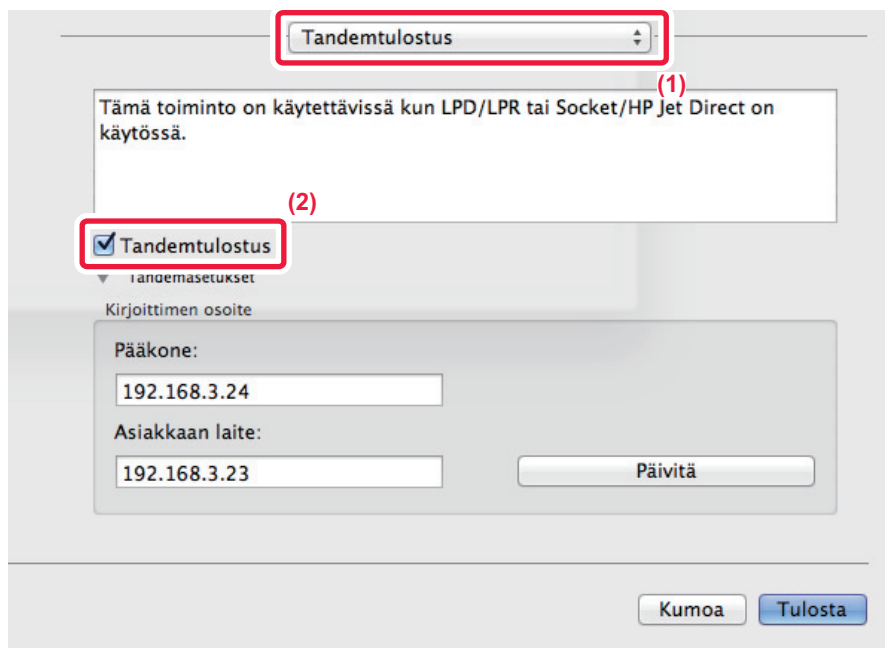 Tandemtulostus
(1)
Tämä toiminto on käytettävissä kun LPD/LPR tai Socket/HP Jet Direct on
käytössä.
(2)
Tandemtulostus
Tandemasetukset
Kirjoittimen osoite
Pääkone:
192.168.3.24
Asiakkaan laite:
192.168.3.23
Päivitä
Kumoa
Tulosta